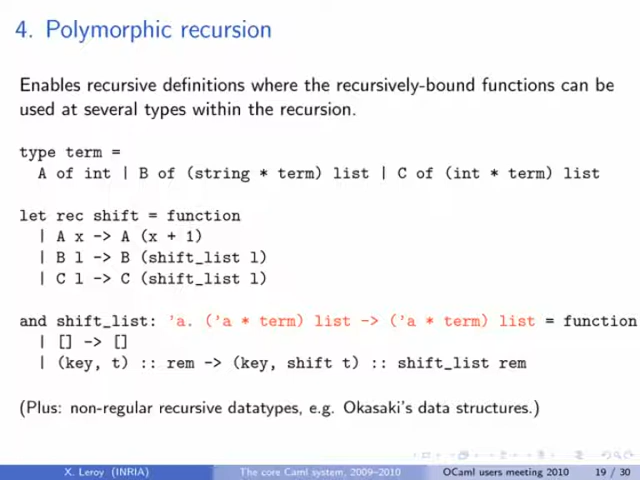 4. Polymorphic recursion
Enables recursive definitions where the recursively-bound functions can be
used at several types within the recursion.
type term =
A of int | B of (string * term) list | C of (int * term) list
let rec shift = function
| A x -> A (x + 1)
| B l -> B (shift_list l)
| C l -> C (shift_list l)
and shift_list: 'a. ('a * term) list -> ('a * term) list = function
| [] -> []
| (key, t) :: rem -> (key, shift t) :: shift_list rem
(Plus: non-regular recursive datatypes, e.g. Okasaki's data structures.)
X. Leroy (INRIA) The core Caml system, 2009–2010 OCaml users meeting 2010 19 / 30